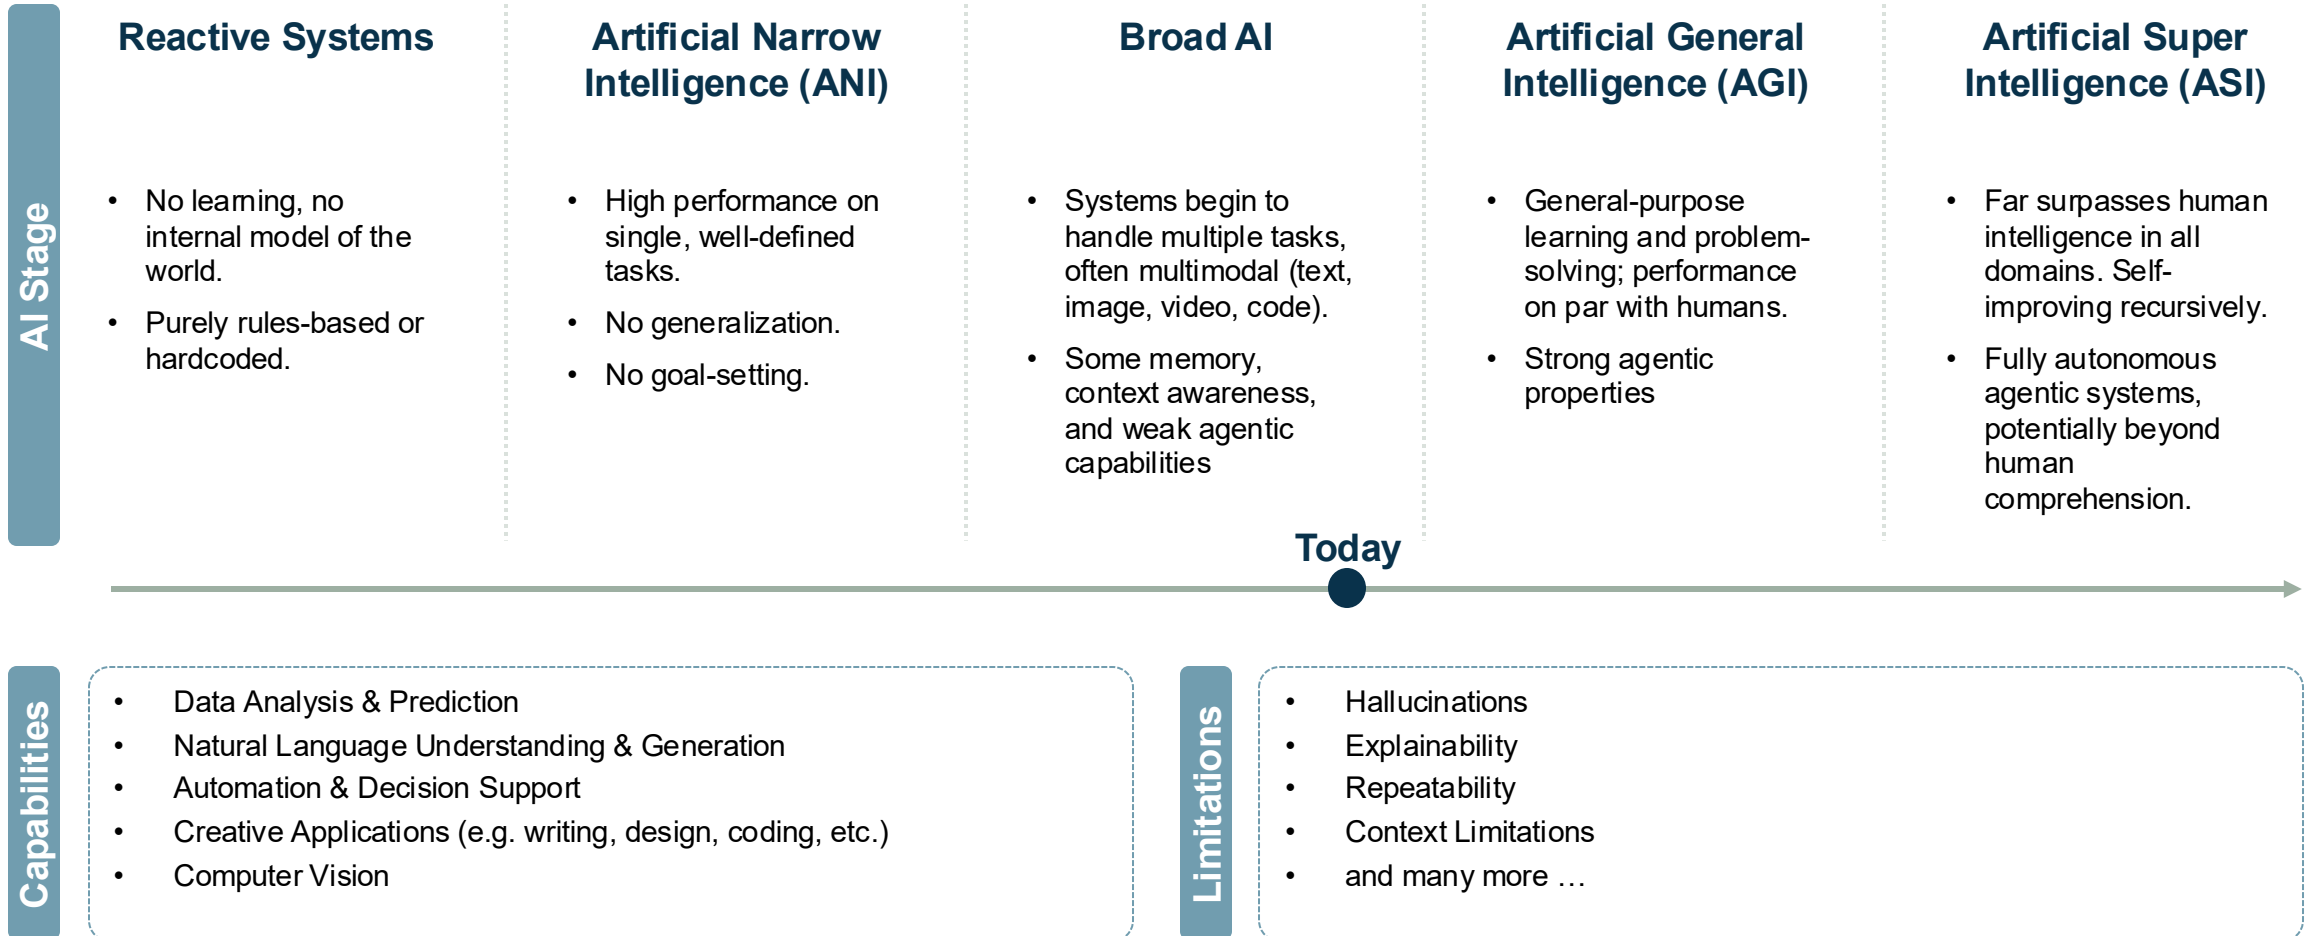 AI Stage
Reactive Systems
• No learning, no
internal model of the
world.
• Purely rules-based or
hardcoded.
Artificial Narrow
Intelligence (ANI)
• High performance on
single, well-defined
tasks.
• No generalization.
• No goal-setting.
Broad AI
• Systems begin to
handle multiple tasks,
often multimodal (text,
image, video, code).
• Some memory,
context awareness,
and weak agentic
capabilities
Artificial General
Intelligence (AGI)
• General-purpose
learning and problem-
solving; performance
on par with humans.
• Strong agentic
properties
Artificial Super
Intelligence (ASI)
• Far surpasses human
intelligence in all
domains. Self-
improving recursively.
• Fully autonomous
agentic systems,
potentially beyond
human
comprehension.
Today
Capabilities
• Data Analysis & Prediction
• Natural Language Understanding & Generation
• Automation & Decision Support
• Creative Applications (e.g. writing, design, coding, etc.)
• Computer Vision
Limitations
• Hallucinations
• Explainability
• Repeatability
• Context Limitations
• and many more …